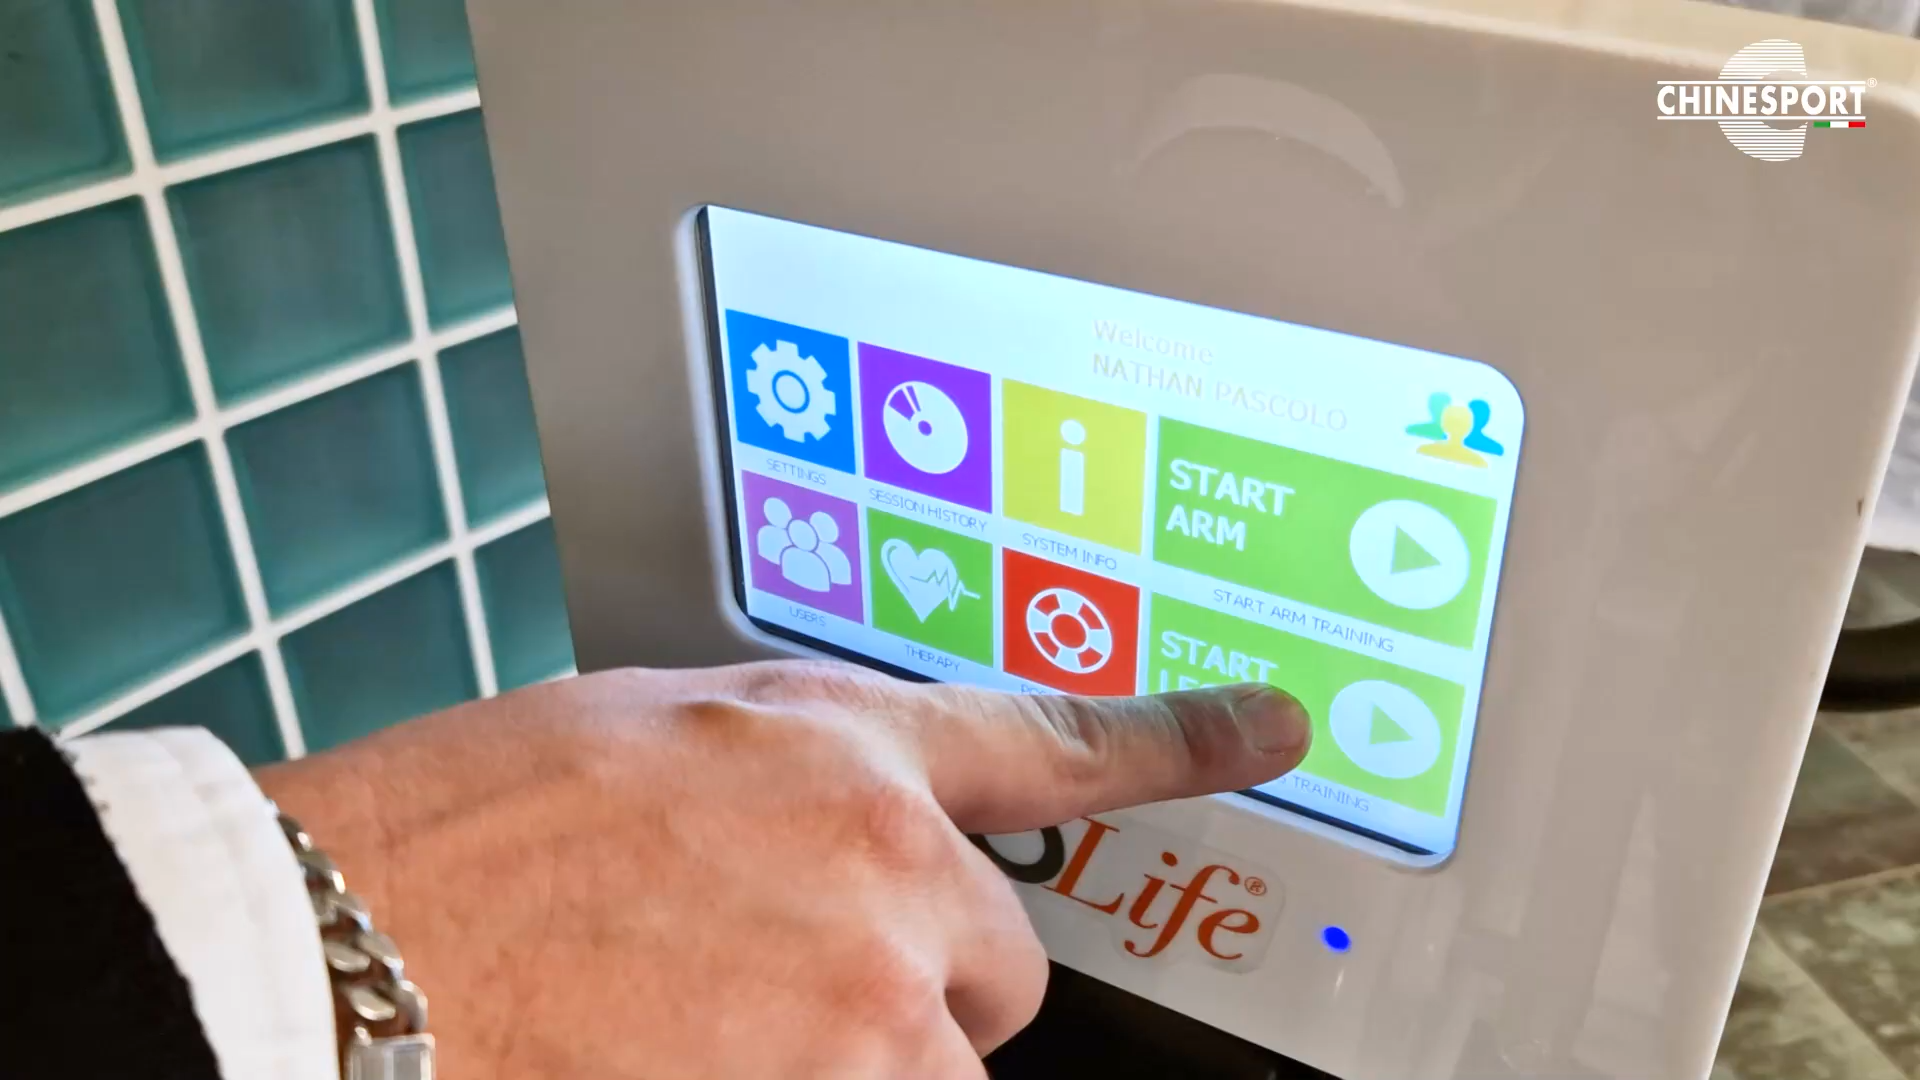 CHINESPORT®
Welcome
NATHAN PASCOLO
SETTINGS
SESSION HISTORY
SYSTEM INFO
START
ARM
START ARM TRAINING
USERS
THERAPY
START
TRAINING
Life®